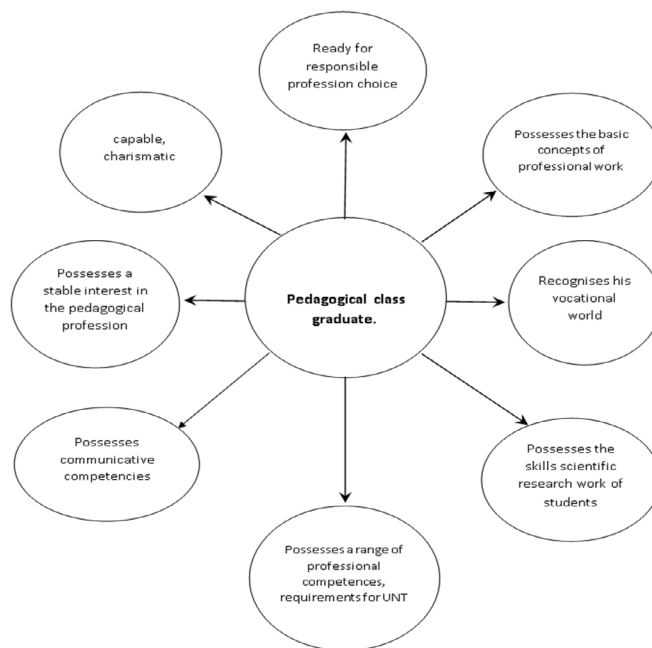 Ready for
responsible
profession choice
capable,
charismatic
Possesses the basic
concepts of
professional work
Possesses a
stable interest in
the pedagogical
profession
Pedagogical class
graduate.
Recognises his
vocational
world
Possesses
communicative
competencies
Possesses the
skills scientific
research work of
students
Possesses a range of
professional
competences,
requirements for UNT